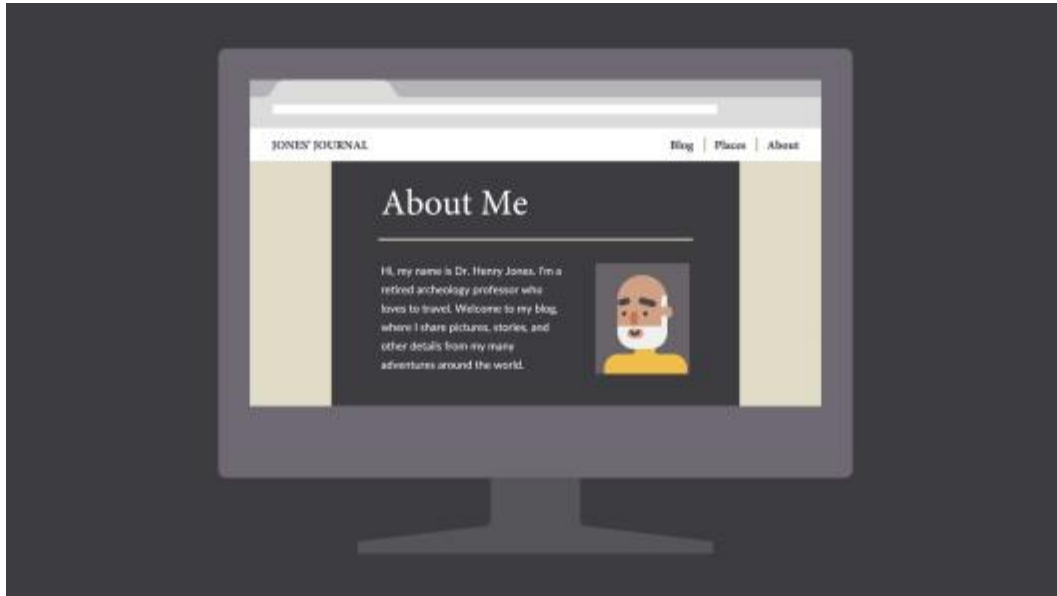 JONES' JOURNAL
Blog | Places | About
About Me
Hi, my name is Dr. Henry Jones. I'm a
retired archeology professor who
loves to travel. Welcome to my blog,
where I share pictures, stories, and
other details from my many
adventures around the world.